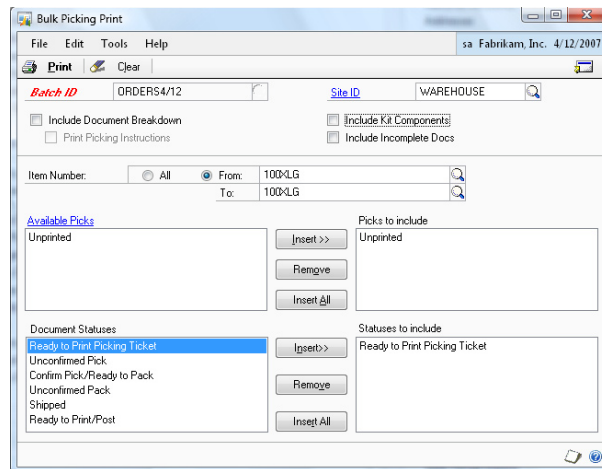 Bulk Picking Print
File Edit Tools Help
sa Fabrikam, Inc. 4/12/2007
Print Clear
Batch ID ORDERS4/12 Site ID WAREHOUSE
Include Document Breakdown Include Kit Components
Print Picking Instructions Include Incomplete Docs
Item Number: All From: 100XLG
To: 100XLG
Available Picks Picks to include
Unprinted Insert >> Unprinted
Remove
Insert All
Document Statuses Statuses to include
Ready to Print Picking Ticket Insert>> Ready to Print Picking Ticket
Unconfirmed Pick
Confirm Pick/Ready to Pack
Unconfirmed Pack Remove
Shipped
Ready to Print/Post Insert All